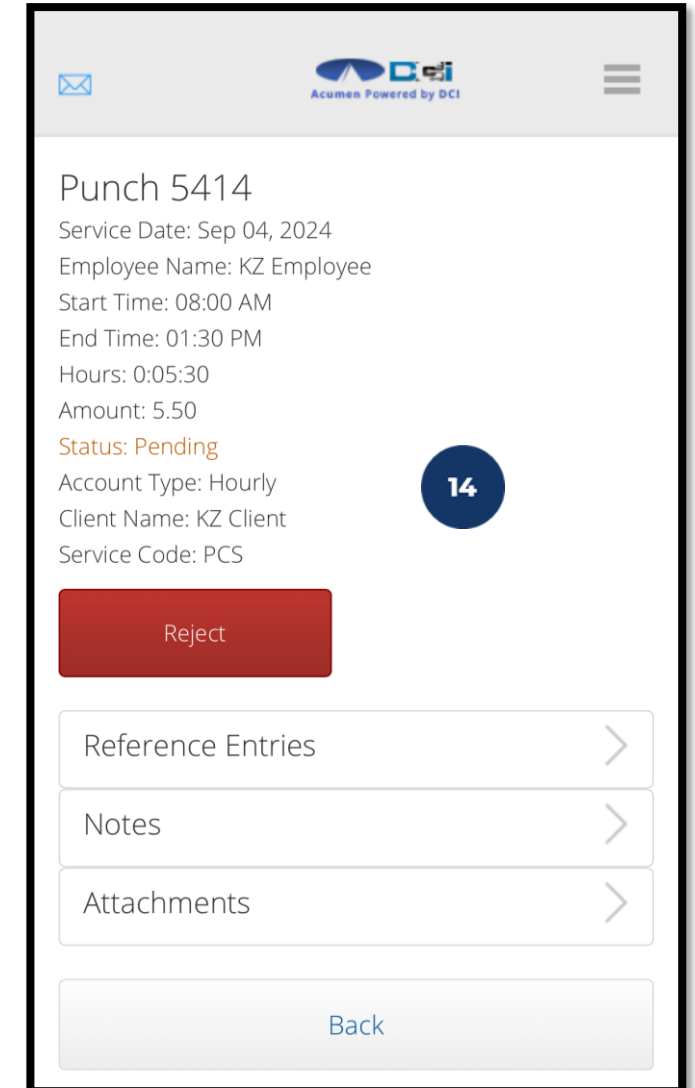 DCi
Acumen Powered by DCI
Punch 5414
Service Date: Sep 04, 2024
Employee Name: KZ Employee
Start Time: 08:00 AM
End Time: 01:30 PM
Hours: 0:05:30
Amount: 5.50
Status: Pending
Account Type: Hourly
14
Client Name: KZ Client
Service Code: PCS
Reject
Reference Entries
Notes
Attachments
Back